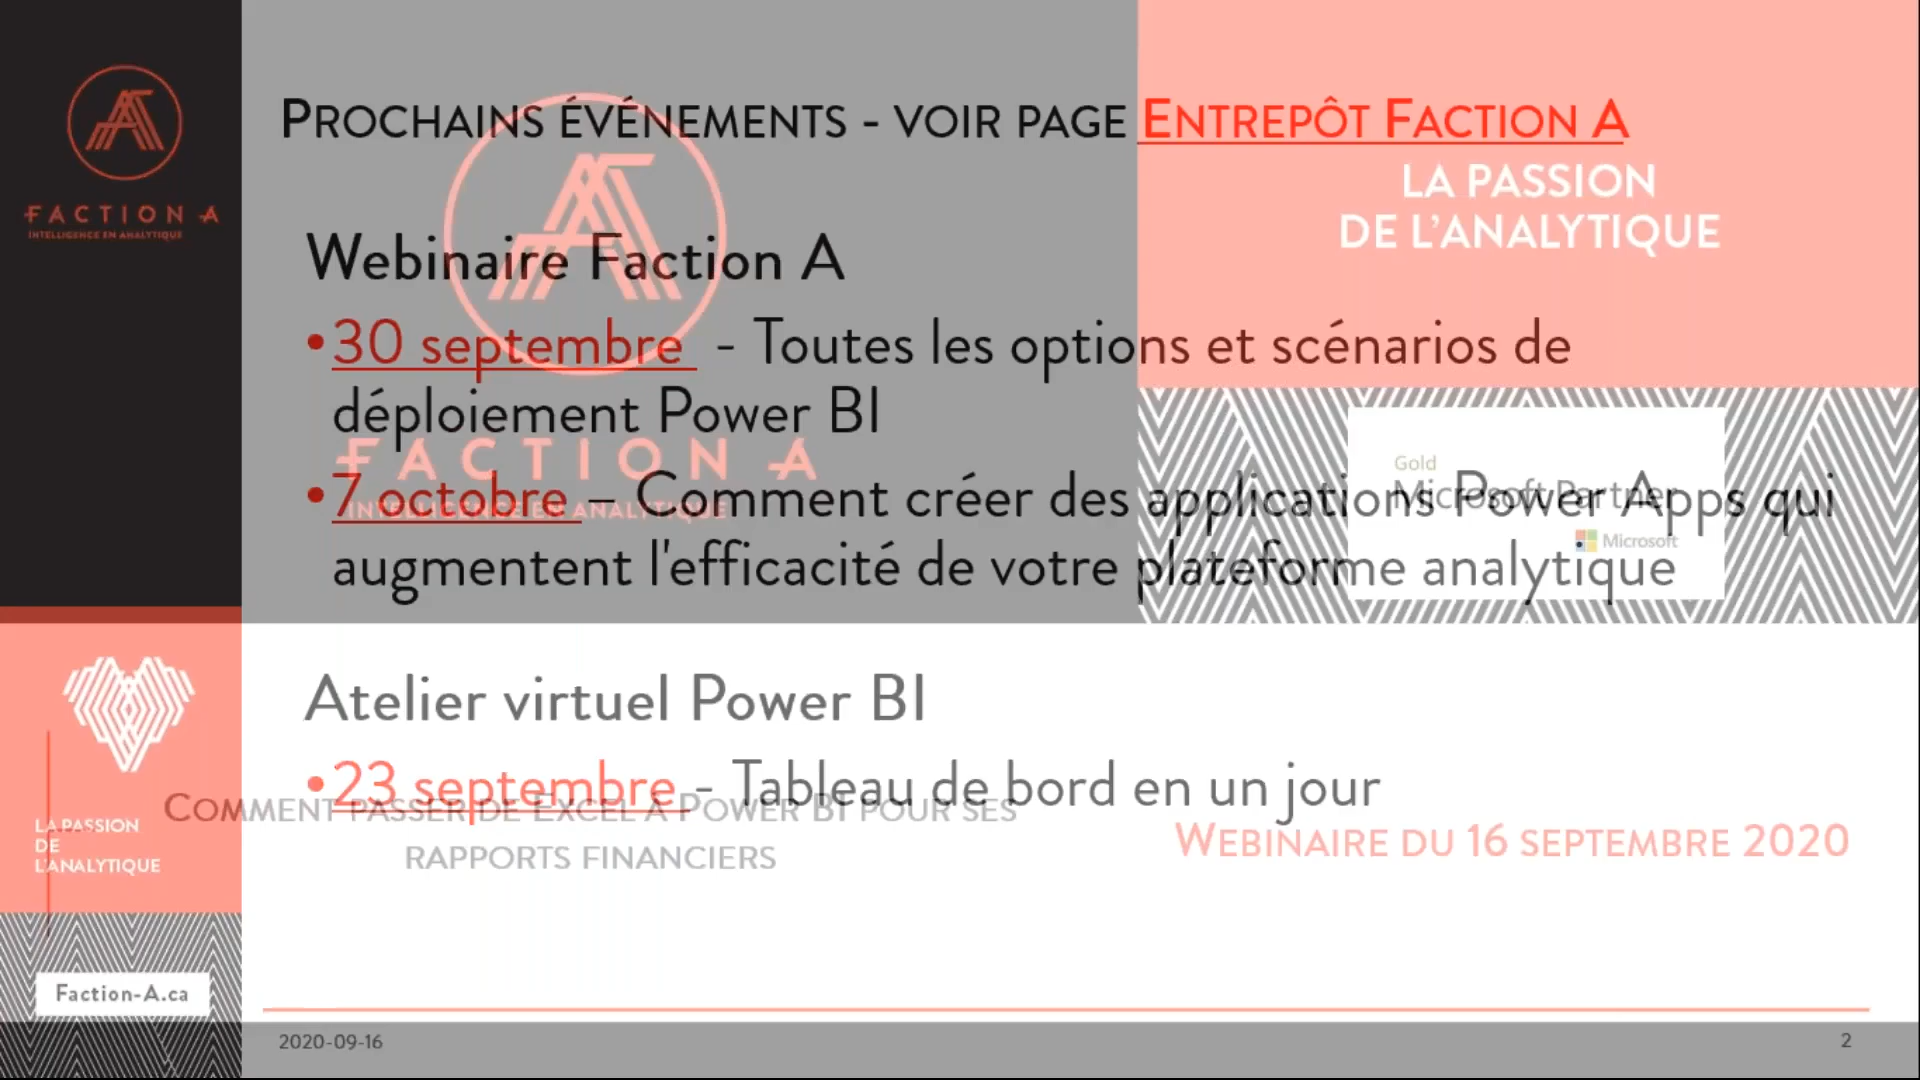 FACTION A
INTELLIGENCE EN ANALYTIQUE
PROCHAINS ÉVÉNEMENTS - VOIR PAGE ENTREPÔT FACTION A
LA PASSION
DE L'ANALYTIQUE
Webinaire Faction A
•30 septembre - Toutes les options et scénarios de
déploiement Power BI
FACTION A
INTELLIGENCE EN ANALYTIQUE
•7 octobre – Comment créer des applications Power Apps qui
augmentent l'efficacité de votre plateforme analytique
Gold
Microsoft Partner
Microsoft
Atelier virtuel Power BI
•23 septembre - Tableau de bord en un jour
COMMENT PASSER DE EXCEL À POWER BI POUR SES
RAPPORTS FINANCIERS
WEBINAIRE DU 16 SEPTEMBRE 2020
LA PASSION
DE
L'ANALYTIQUE
Faction-A.ca
2020-09-16
2